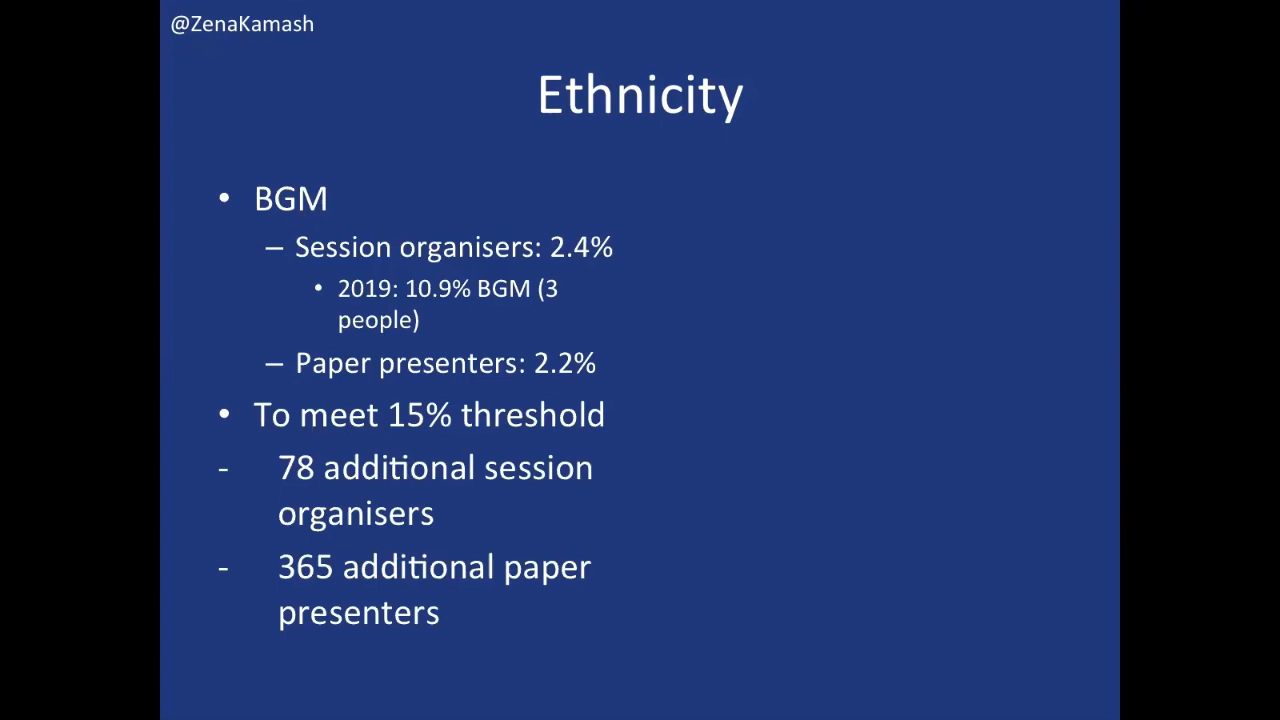 @ZenaKamash
Ethnicity
• BGM
– Session organisers: 2.4%
• 2019: 10.9% BGM (3
people)
– Paper presenters: 2.2%
• To meet 15% threshold
- 78 additional session
organisers
- 365 additional paper
presenters